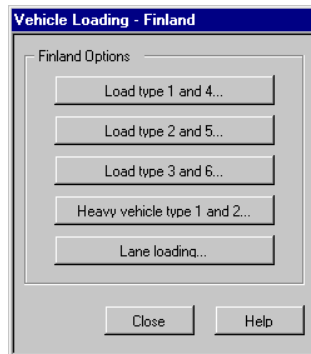 Vehicle Loading - Finland
Finland Options
Load type 1 and 4...
Load type 2 and 5...
Load type 3 and 6...
Heavy vehicle type 1 and 2...
Lane loading...
Close Help